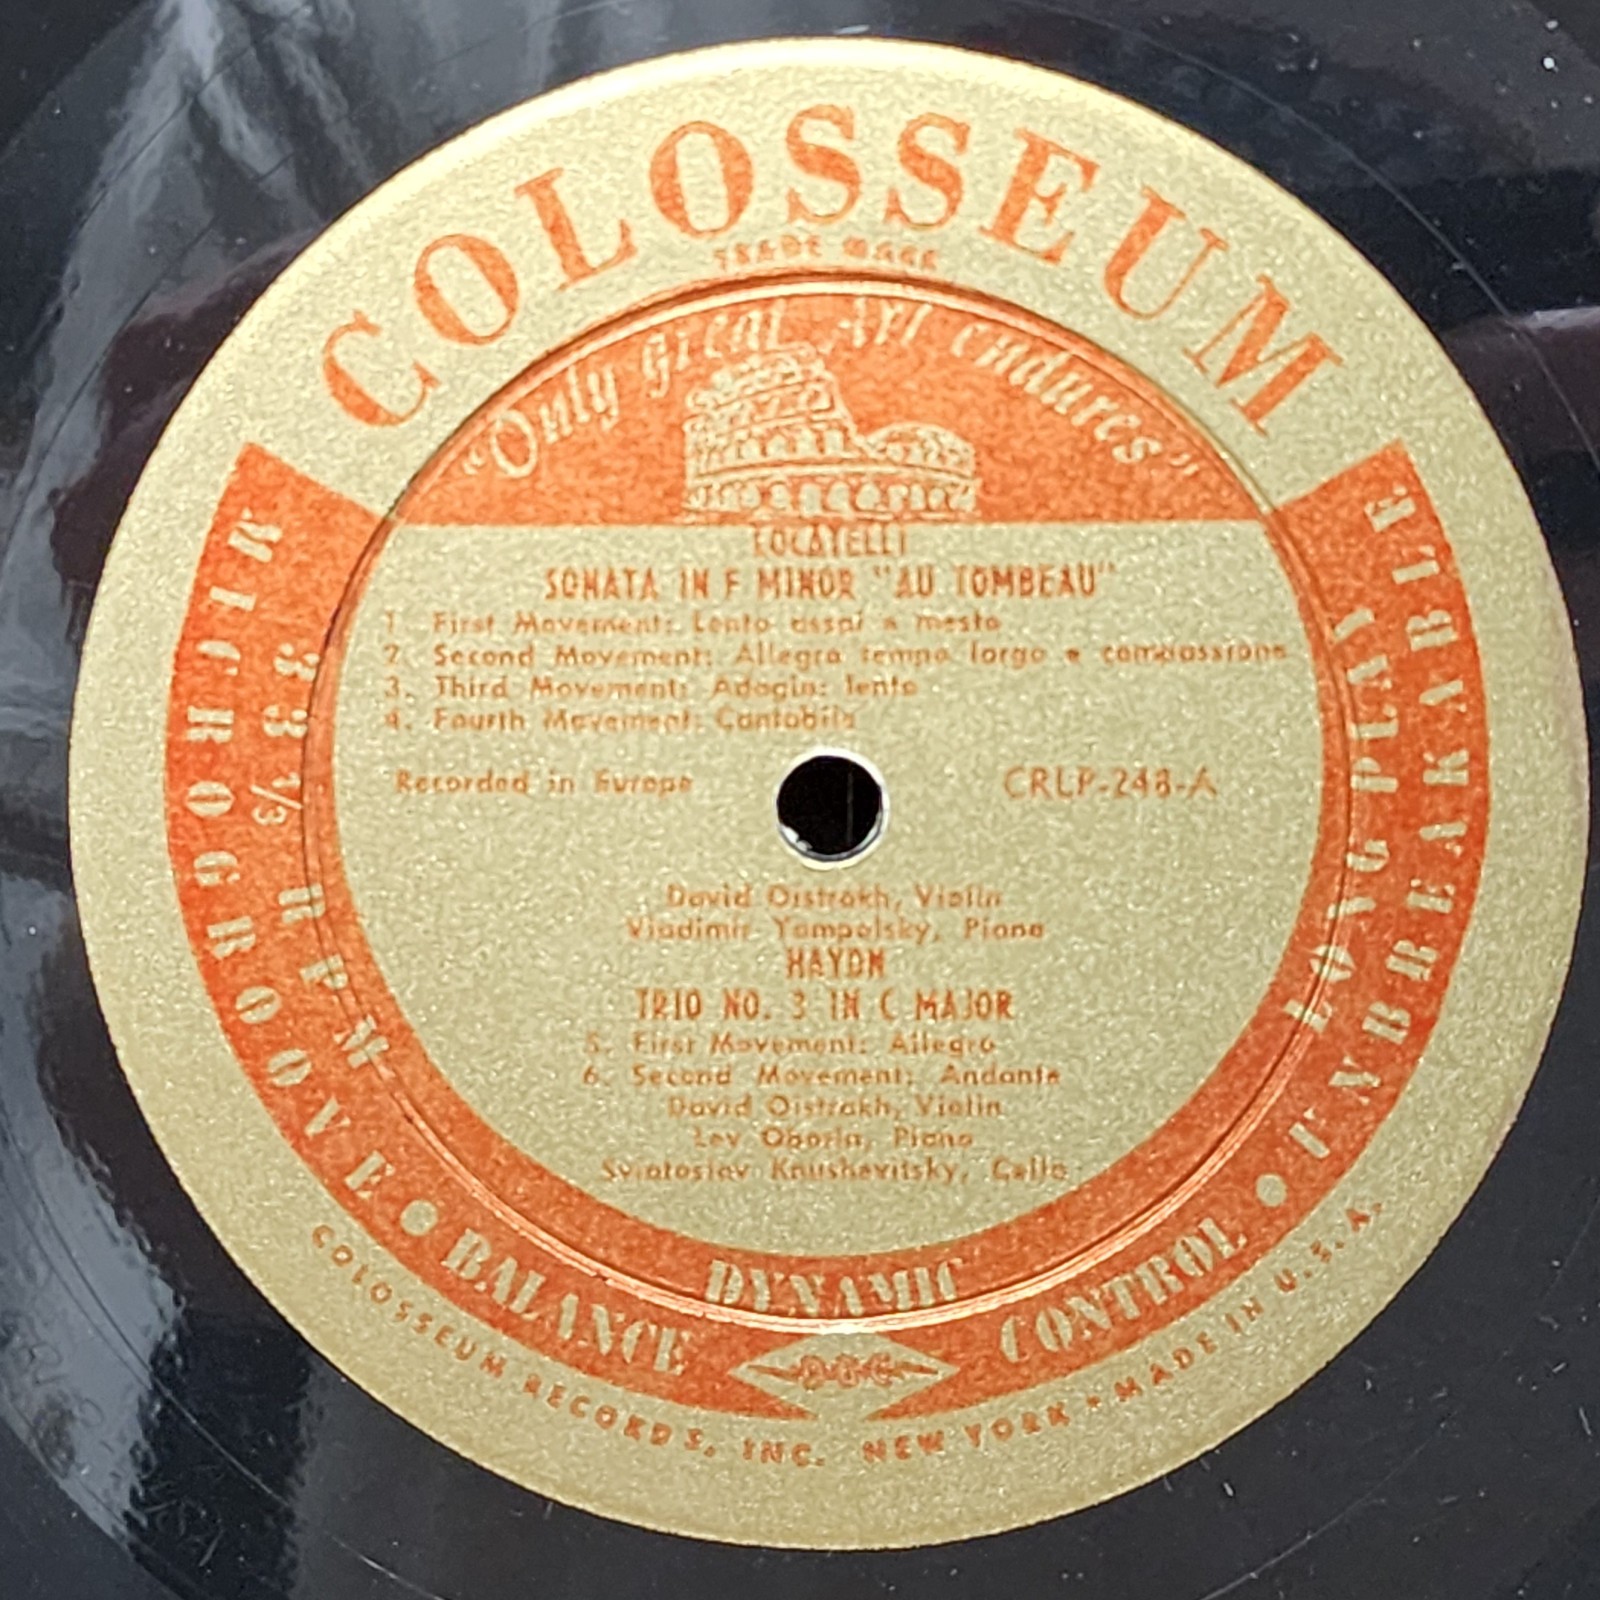 COLOSSEUM
TRADE MARK
"Only Great Art endures"
LOCATELLI
SONATA IN F MINOR "AU TOMBEAU"
1. First Movement: Lento assai e mesto
2. Second Movement: Allegro tempo largo e compassione
3. Third Movement: Adagio: lento
4. Fourth Movement: Cantabile
Recorded in Europe
CRLP-248-A
David Oistrakh, Violin
Vladimir Yampolsky, Piano
HAYDN
TRIO NO. 3 IN C MAJOR
5. First Movement: Allegro
6. Second Movement: Andante
David Oistrakh, Violin
Lev Oborin, Piano
Sviatoslav Knushevitsky, Cello
33 1/3 RPM
MICROGROOVE • BALANCE
DYNAMIC
CONTROL • UNBREAKABLE
LONG PLAY
D B C
COLOSSEUM RECORDS, INC. NEW YORK • MADE IN U.S.A.